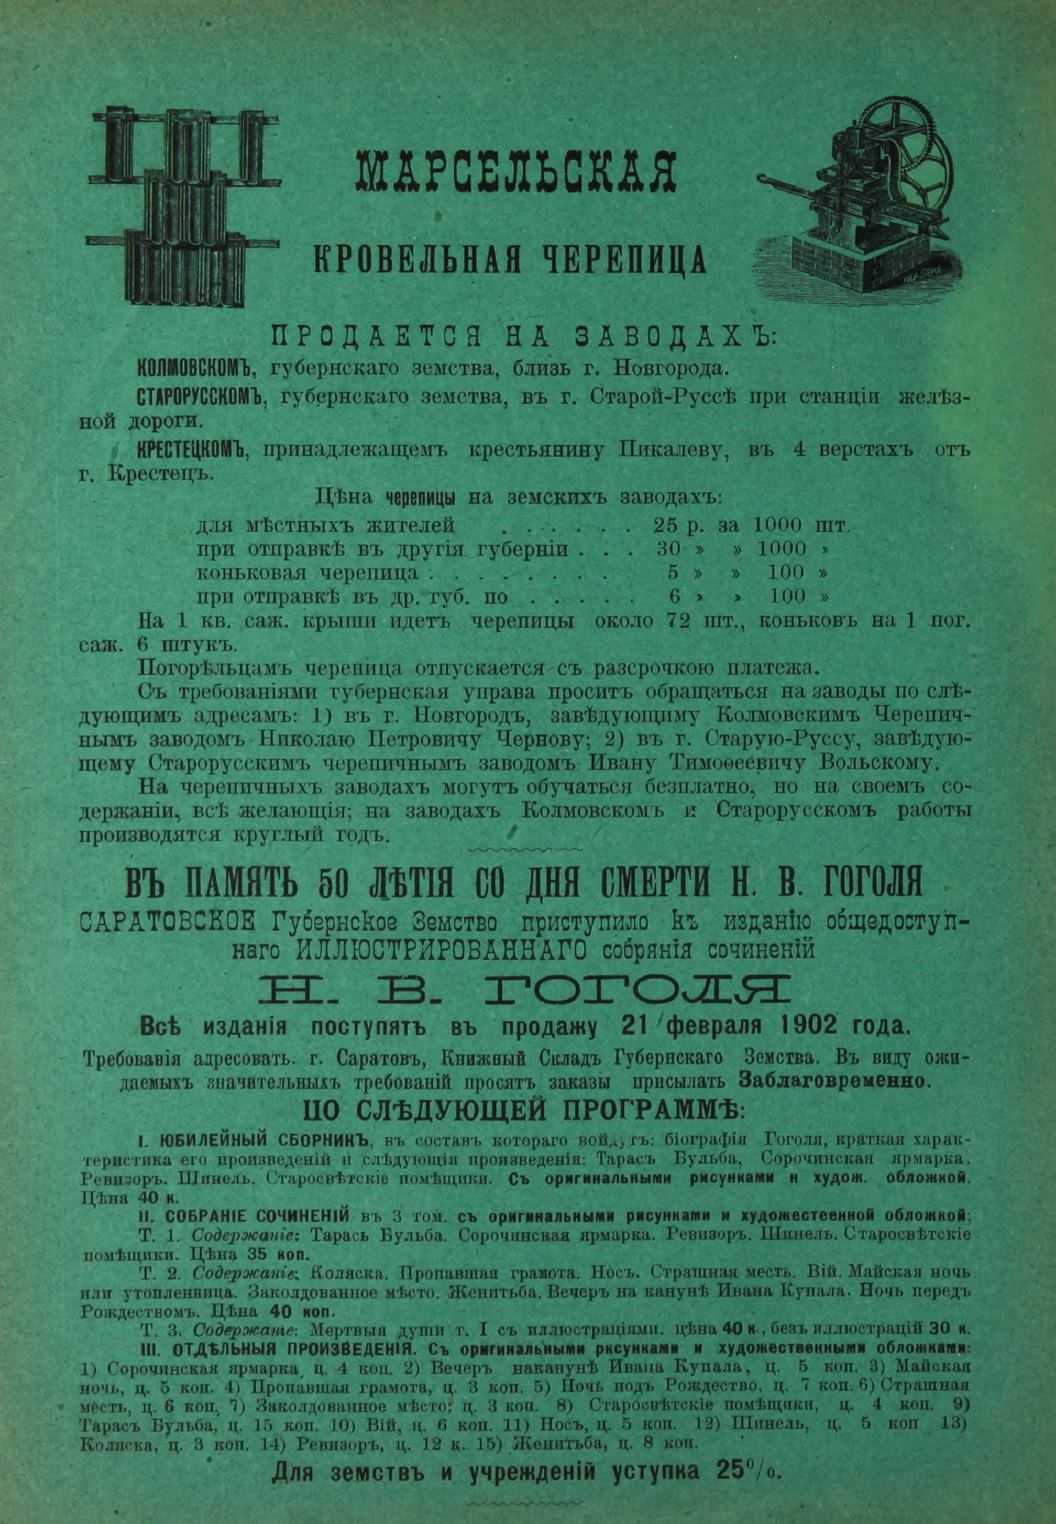 МАРСЕЛЬСКАЯ
КРОВЕЛЬНАЯ ЧЕРЕПИЦА
ПРОДАЕТСЯ НА ЗАВОДАХЪ:
КОЛМОВСКОМЪ, губернскаго земства, близь г. Новгорода.
СТАРОРУССКОМЪ, губернскаго земства, въ г. Старой-Руссѣ при станціи желѣз-
ной дороги.
КРЕСТЕЦКОМЪ, принадлежащемъ крестьянину Пикалеву, въ 4 верстахъ отъ
г. Крестецъ.
Цѣна черепицы на земскихъ заводахъ:
для мѣстныхъ жителей . . . . . . 25 р. за 1000 шт.
при отправкѣ въ другія губерніи . . . 30 » » 1000 »
коньковая черепица . . . . . . . . 5 » » 100 »
при отправкѣ въ др. губ. по . . . . . 6 » » 100 »
На 1 кв. саж. крыши идетъ черепицы около 72 шт., коньковъ на 1 пог.
саж. 6 штукъ.
Погорѣльцамъ черепица отпускается съ разсрочкою платежа.
Съ требованіями губернская управа проситъ обращаться на заводы по слѣ-
дующимъ адресамъ: 1) въ г. Новгородъ, завѣдующиму Колмовскимъ Черепич-
нымъ заводомъ Николаю Петровичу Чернову; 2) въ г. Старую-Руссу, завѣдую-
щему Старорусскимъ черепичнымъ заводомъ Ивану Тимоѳеевичу Вольскому.
На черепичныхъ заводахъ могутъ обучаться безплатно, но на своемъ со-
держаніи, всѣ желающія; на заводахъ Колмовскомъ и Старорусскомъ работы
производятся круглый годъ.
ВЪ ПАМЯТЬ 50 ЛѢТІЯ СО ДНЯ СМЕРТИ Н. В. ГОГОЛЯ
САРАТОВСКОЕ Губернское Земство приступило къ изданію общедоступ-
наго ИЛЛЮСТРИРОВАННАГО собрянія сочиненій
Н. В. ГОГОЛЯ
Всѣ изданія поступятъ въ продажу 21 февраля 1902 года.
Требованія адресовать. г. Саратовъ, Книжный Складъ Губернскаго Земства. Въ виду ожи-
даемыхъ значительныхъ требованій просятъ заказы присылать Заблаговременно.
ПО СЛѢДУЮЩЕЙ ПРОГРАММѢ:
I. ЮБИЛЕЙНЫЙ СБОРНИКЪ, въ составъ котораго войдутъ: біографія Гоголя, краткая харак-
теристика его произведеній и слѣдующія произведенія: Тарасъ Бульба, Сорочинская ярмарка.
Ревизоръ. Шинель. Старосвѣтскіе помѣщики. Съ оригинальными рисунками и худож. обложкой.
Цѣна 40 к.
II. СОБРАНІЕ СОЧИНЕНІЙ въ 3 том. съ оригинальными рисунками и художестеенной обложкой;
Т. 1. Содержаніе: Тарась Бульба. Сорочинская ярмарка. Ревизоръ. Шинель. Старосвѣтскіе
помѣщики. Цѣна 35 коп.
Т. 2. Содержаніе: Коляска. Пропавшая грамота. Носъ. Страшная месть. Вій. Майская ночь
или утопленница. Заколдованное мѣсто. Женитьба. Вечеръ на канунѣ Ивана Купала. Ночь передъ
Рождествомъ. Цѣна 40 коп.
Т. 3. Содержаніе: Мертвыя души т. I съ иллюстраціями. цѣна 40 к., безъ иллюстрацій 30 к.
III. ОТДѢЛЬНЫЯ ПРОИЗВЕДЕНІЯ. Съ оригинальными рисунками и художественными обложками:
1) Сорочинская ярмарка, ц. 4 коп. 2) Вечеръ наканунѣ Ивана Купала, ц. 5 коп. 3) Майская
ночь, ц. 5 коп. 4) Пропавшая грамота, ц. 3 коп. 5) Ночь подъ Рождество. ц. 7 коп. 6) Страшная
месть, ц. 6 коп. 7) Заколдованное мѣсто; ц. 3 коп. 8) Старосвѣтскіе помѣщики, ц. 4 коп. 9)
Тарасъ Бульба, ц. 15 коп. 10) Вій, ц. 6 коп. 11) Носъ, ц. 5 коп. 12) Шинель, ц. 5 коп 13)
Коляска, ц. 3 коп. 14) Ревизоръ, ц. 12 к. 15) Женитьба, ц. 8 коп.
Для земствъ и учрежденій уступка 25%.